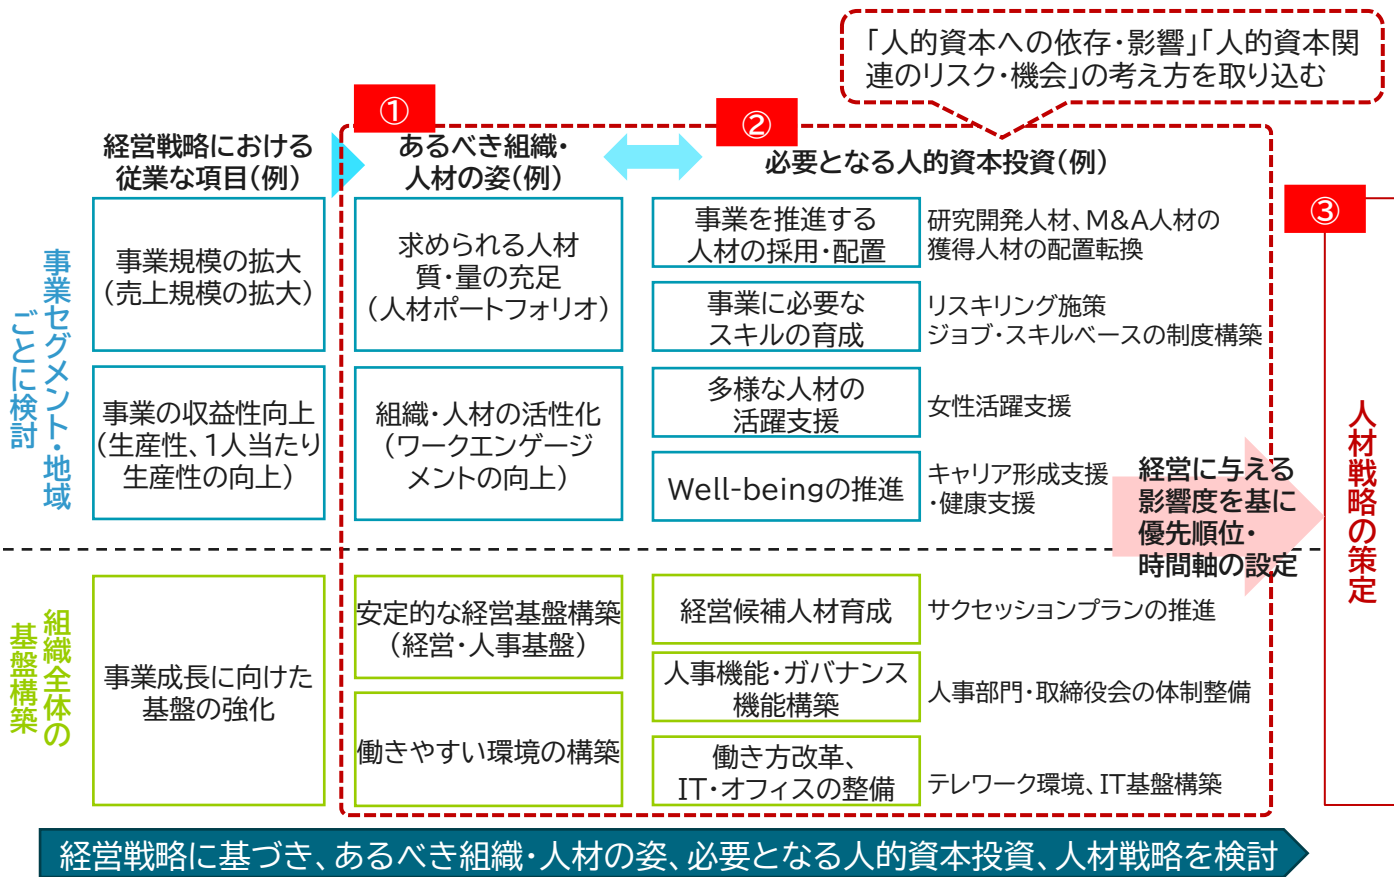 「人的資本への依存・影響」「人的資本関
連のリスク・機会」の考え方を取り込む
①
②
③
経営戦略における
従業な項目(例)
あるべき組織・
人材の姿(例)
必要となる人的資本投資(例)
事業セグメント・地域
ごとに検討
事業規模の拡大
(売上規模の拡大)
求められる人材
質・量の充足
(人材ポートフォリオ)
事業を推進する
人材の採用・配置
研究開発人材、M&A人材の
獲得人材の配置転換
事業に必要な
スキルの育成
リスキリング施策
ジョブ・スキルベースの制度構築
事業の収益性向上
(生産性、1人当たり
生産性の向上)
組織・人材の活性化
(ワークエンゲージ
メントの向上)
多様な人材の
活躍支援
女性活躍支援
Well-beingの推進
キャリア形成支援
・健康支援
経営に与える
影響度を基に
優先順位・
時間軸の設定
人材戦略の策定
組織全体の
基盤構築
事業成長に向けた
基盤の強化
安定的な経営基盤構築
(経営・人事基盤)
経営候補人材育成
サクセッションプランの推進
人事機能・ガバナンス
機能構築
人事部門・取締役会の体制整備
働きやすい環境の構築
働き方改革、
IT・オフィスの整備
テレワーク環境、IT基盤構築
経営戦略に基づき、あるべき組織・人材の姿、必要となる人的資本投資、人材戦略を検討